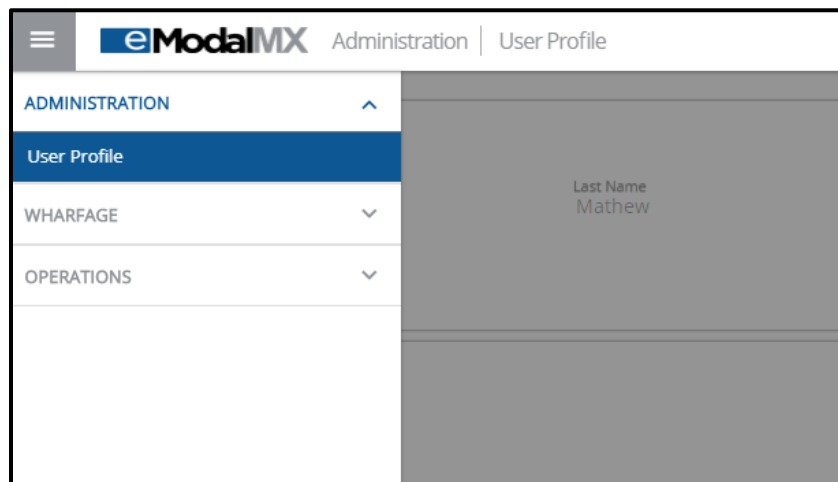 eModalMX Administration User Profile
ADMINISTRATION
User Profile
WHARFAGE
OPERATIONS
Last Name
Mathew